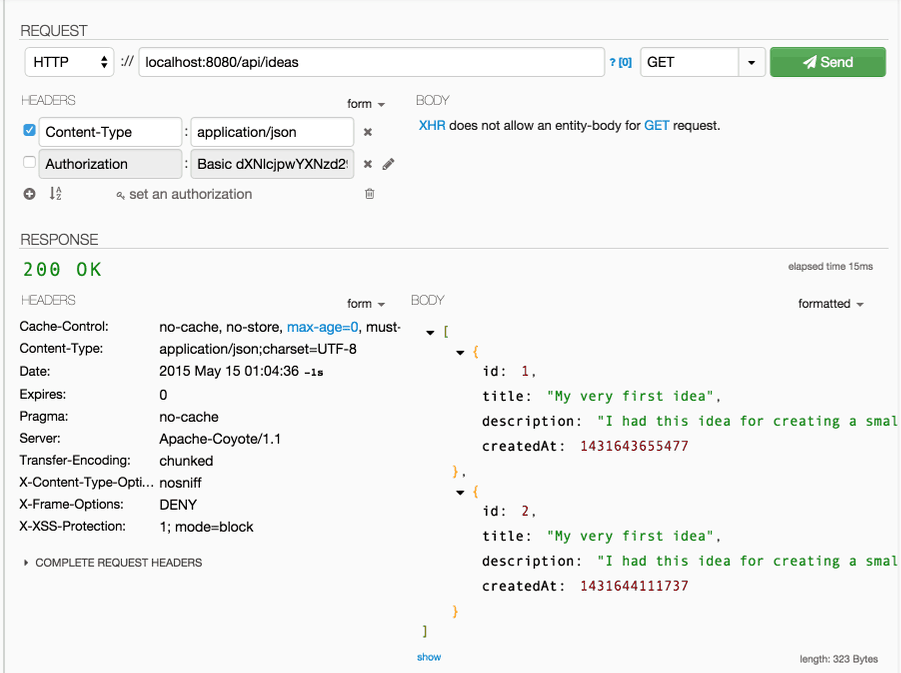 REQUEST
HTTP :// localhost:8080/api/ideas ? [0] GET Send
HEADERS form
Content-Type : application/json
Authorization : Basic
set an authorization
BODY
XHR does not allow an entity-body for GET request.
RESPONSE
200 OK
elapsed time 15ms
HEADERS form
Cache-Control: no-cache, no-store, max-age=0, must-
Content-Type: application/json;charset=UTF-8
Date: 2015 May 15 01:04:36 -1s
Expires: 0
Pragma: no-cache
Server: Apache-Coyote/1.1
Transfer-Encoding: chunked
X-Content-Type-Opti... nosniff
X-Frame-Options: DENY
X-XSS-Protection: 1; mode=block
COMPLETE REQUEST HEADERS
BODY formatted
[
{
id: 1,
title: "My very first idea",
description: "I had this idea for creating a smal
createdAt: 1431643655477
},
{
id: 2,
title: "My very first idea",
description: "I had this idea for creating a smal
createdAt: 1431644111737
}
]
show
length: 323 Bytes